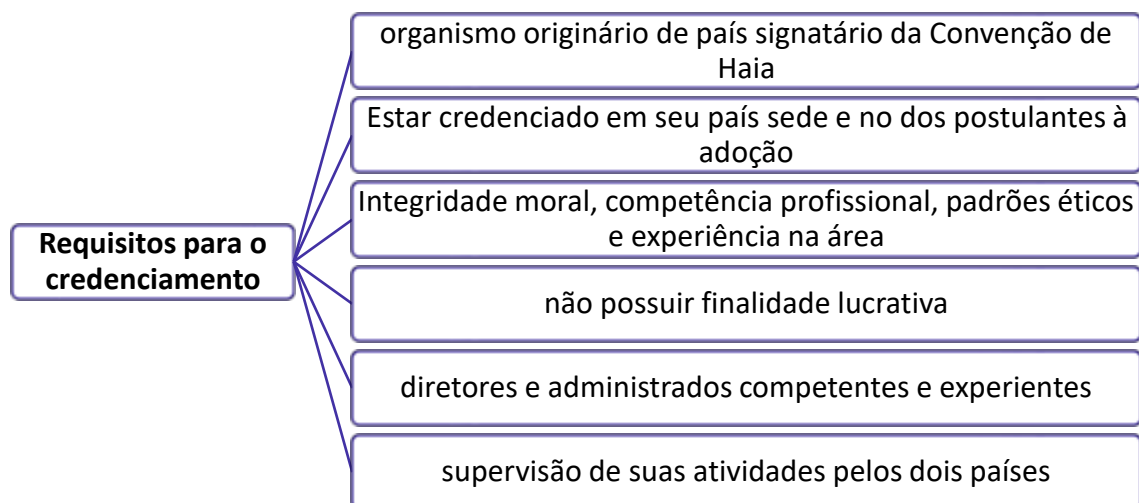 Requisitos para o
credenciamento
organismo originário de país signatário da Convenção de
Haia
Estar credenciado em seu país sede e no dos postulantes à
adoção
Integridade moral, competência profissional, padrões éticos
e experiência na área
não possuir finalidade lucrativa
diretores e administrados competentes e experientes
supervisão de suas atividades pelos dois países